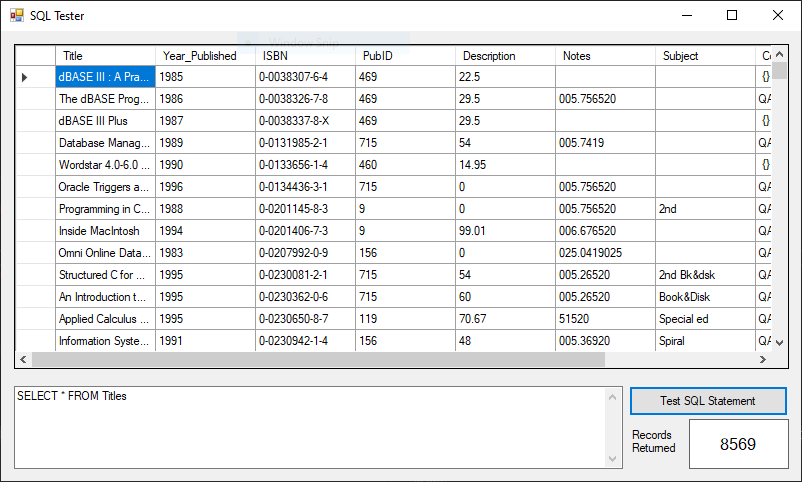 SQL Tester
Title Year_Published ISBN PubID Description Notes Subject
dBASE III : A Pra... 1985 0-0038307-6-4 469 22.5 {}
The dBASE Prog... 1986 0-0038326-7-8 469 29.5 005.756520 QA
dBASE III Plus 1987 0-0038337-8-X 469 29.5 {}
Database Manag... 1989 0-0131985-2-1 715 54 005.7419 QA
Wordstar 4.0-6.0 ... 1990 0-0133656-1-4 460 14.95 {}
Oracle Triggers a... 1996 0-0134436-3-1 715 0 005.756520 QA
Programming in C... 1988 0-0201145-8-3 9 0 005.756520 2nd QA
Inside MacIntosh 1994 0-0201406-7-3 9 99.01 006.676520 QA
Omni Online Data... 1983 0-0207992-0-9 156 0 025.0419025 QA
Structured C for ... 1995 0-0230081-2-1 715 54 005.26520 2nd Bk&dsk QA
An Introduction t... 1995 0-0230362-0-6 715 60 005.26520 Book&Disk QA
Applied Calculus ... 1995 0-0230650-8-7 119 70.67 51520 Special ed QA
Information Syste... 1991 0-0230942-1-4 156 48 005.36920 Spiral QA
SELECT * FROM Titles
Test SQL Statement
Records
Returned
8569